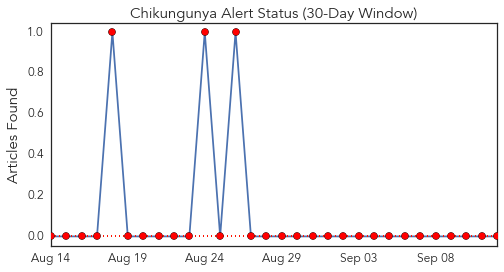 Chikungunya Alert Status (30-Day Window)
Articles Found
1.0
0.8
0.6
0.4
0.2
0.0
Aug 14
Aug 19
Aug 24
Aug 29
Sep 03
Sep 08